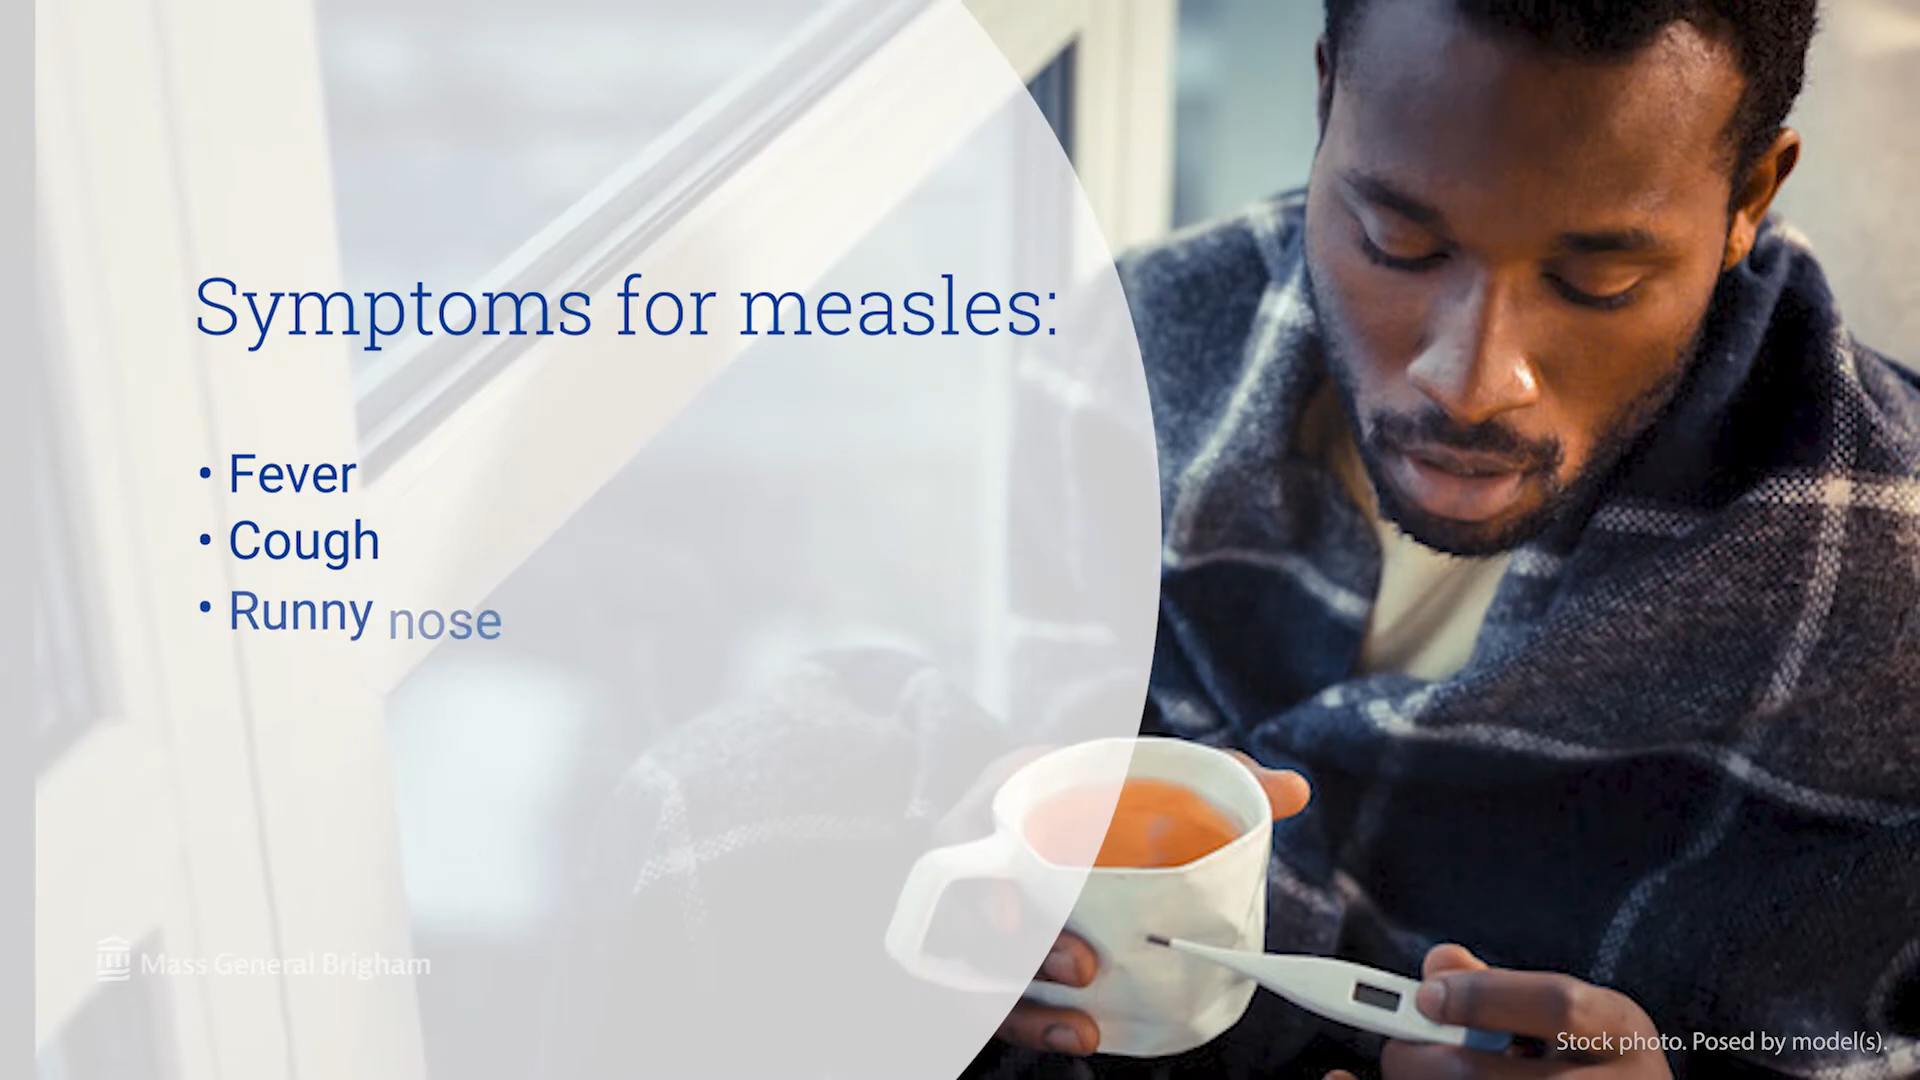 Symptoms for measles:
• Fever
• Cough
• Runny nose
Mass General Brigham
Stock photo. Posed by model(s).